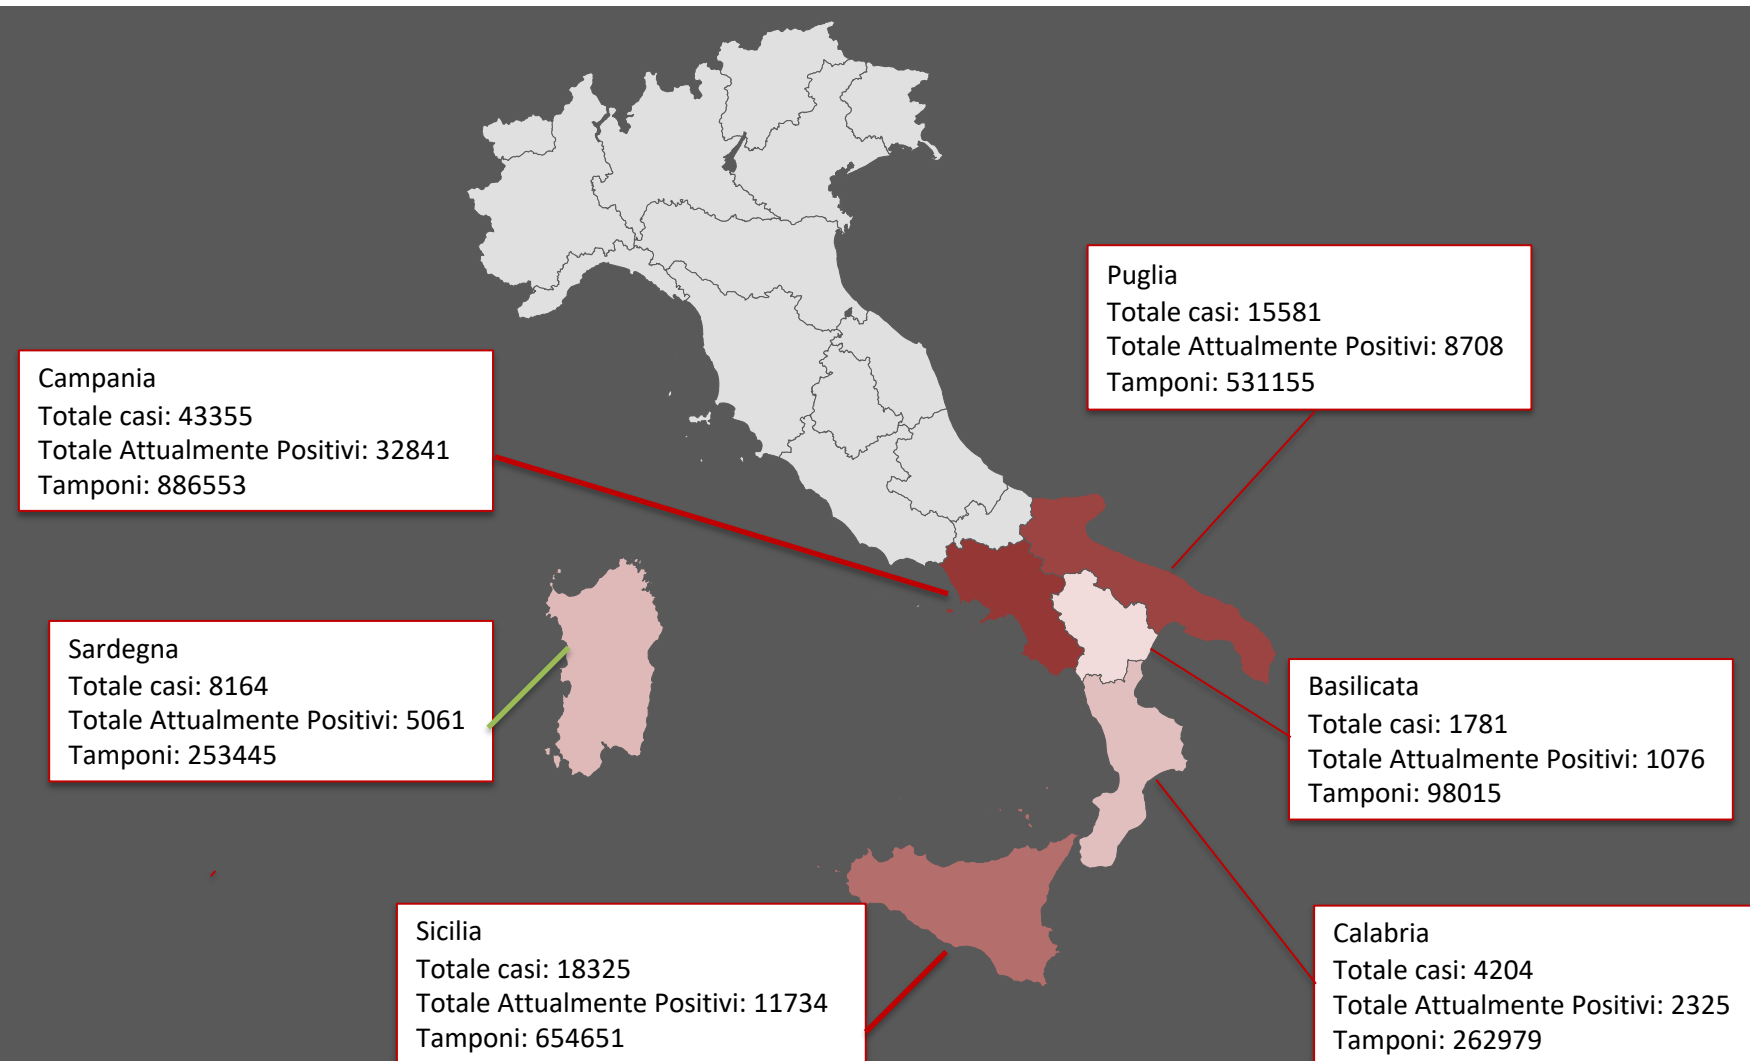 Puglia
Totale casi: 15581
Totale Attualmente Positivi: 8708
Tamponi: 531155
Campania
Totale casi: 43355
Totale Attualmente Positivi: 32841
Tamponi: 886553
Sardegna
Totale casi: 8164
Totale Attualmente Positivi: 5061
Tamponi: 253445
Basilicata
Totale casi: 1781
Totale Attualmente Positivi: 1076
Tamponi: 98015
Sicilia
Totale casi: 18325
Totale Attualmente Positivi: 11734
Tamponi: 654651
Calabria
Totale casi: 4204
Totale Attualmente Positivi: 2325
Tamponi: 262979